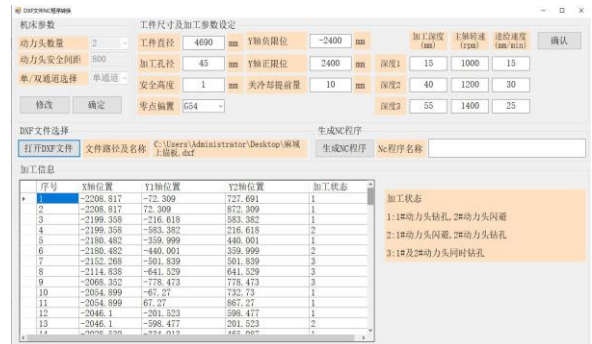 DXF文件NC程序转换
机床参数
动力头数量 2
动力头安全间距 800
单/双通道选择 单通道
修改 确定
工件尺寸及加工参数设定
工件直径 4690 mm Y轴负限位 -2400 mm
加工孔径 45 mm Y轴正限位 2400 mm
安全高度 1 mm 关冷却提前量 10 mm
零点偏置 G54
加工深度(mm) 主轴转速(rpm) 进给速度(mm/min)
深度1 15 1000 15
深度2 40 1200 30
深度3 55 1400 25
确认
DXF文件选择
打开DXF文件 文件路径及名称 C:\Users\Administrator\Desktop\麻城
上锚板.dxf
生成NC程序
生成NC程序 Nc程序名称
加工信息
序号 X轴位置 Y1轴位置 Y2轴位置 加工状态
1 -2208.817 -72.309 727.691 1
2 -2208.817 72.309 872.309 1
3 -2199.358 -216.618 583.382 1
4 -2199.358 -583.382 216.618 2
5 -2180.482 -359.999 440.001 1
6 -2180.482 -440.001 359.999 2
7 -2152.268 -501.839 501.839 3
8 -2114.838 -641.529 641.529 3
9 -2068.352 -778.473 778.473 3
10 -2054.899 -67.27 732.73 1
11 -2054.899 67.27 867.27 1
12 -2046.1 -201.523 598.477 1
13 -2046.1 -598.477 201.523 2
加工状态
1:1#动力头钻孔,2#动力头闪避
2:1#动力头闪避,2#动力头钻孔
3:1#及2#动力头同时钻孔